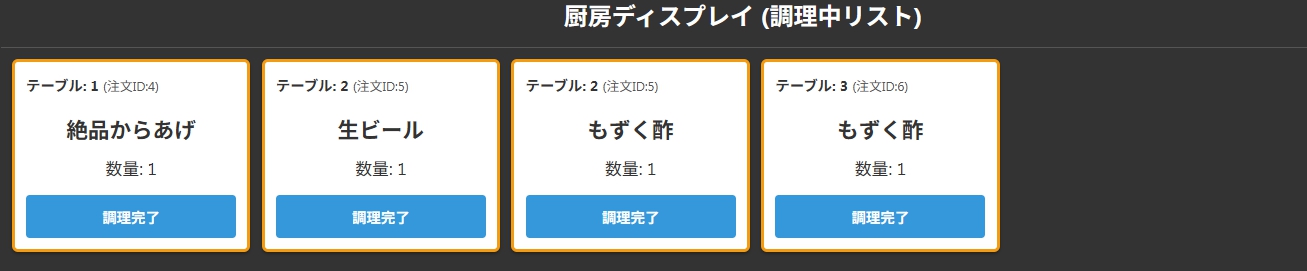 厨房ディスプレイ (調理中リスト)
テーブル: 1 (注文ID:4)
絶品からあげ
数量: 1
調理完了
テーブル: 2 (注文ID:5)
生ビール
数量: 1
調理完了
テーブル: 2 (注文ID:5)
もずく酢
数量: 1
調理完了
テーブル: 3 (注文ID:6)
もずく酢
数量: 1
調理完了